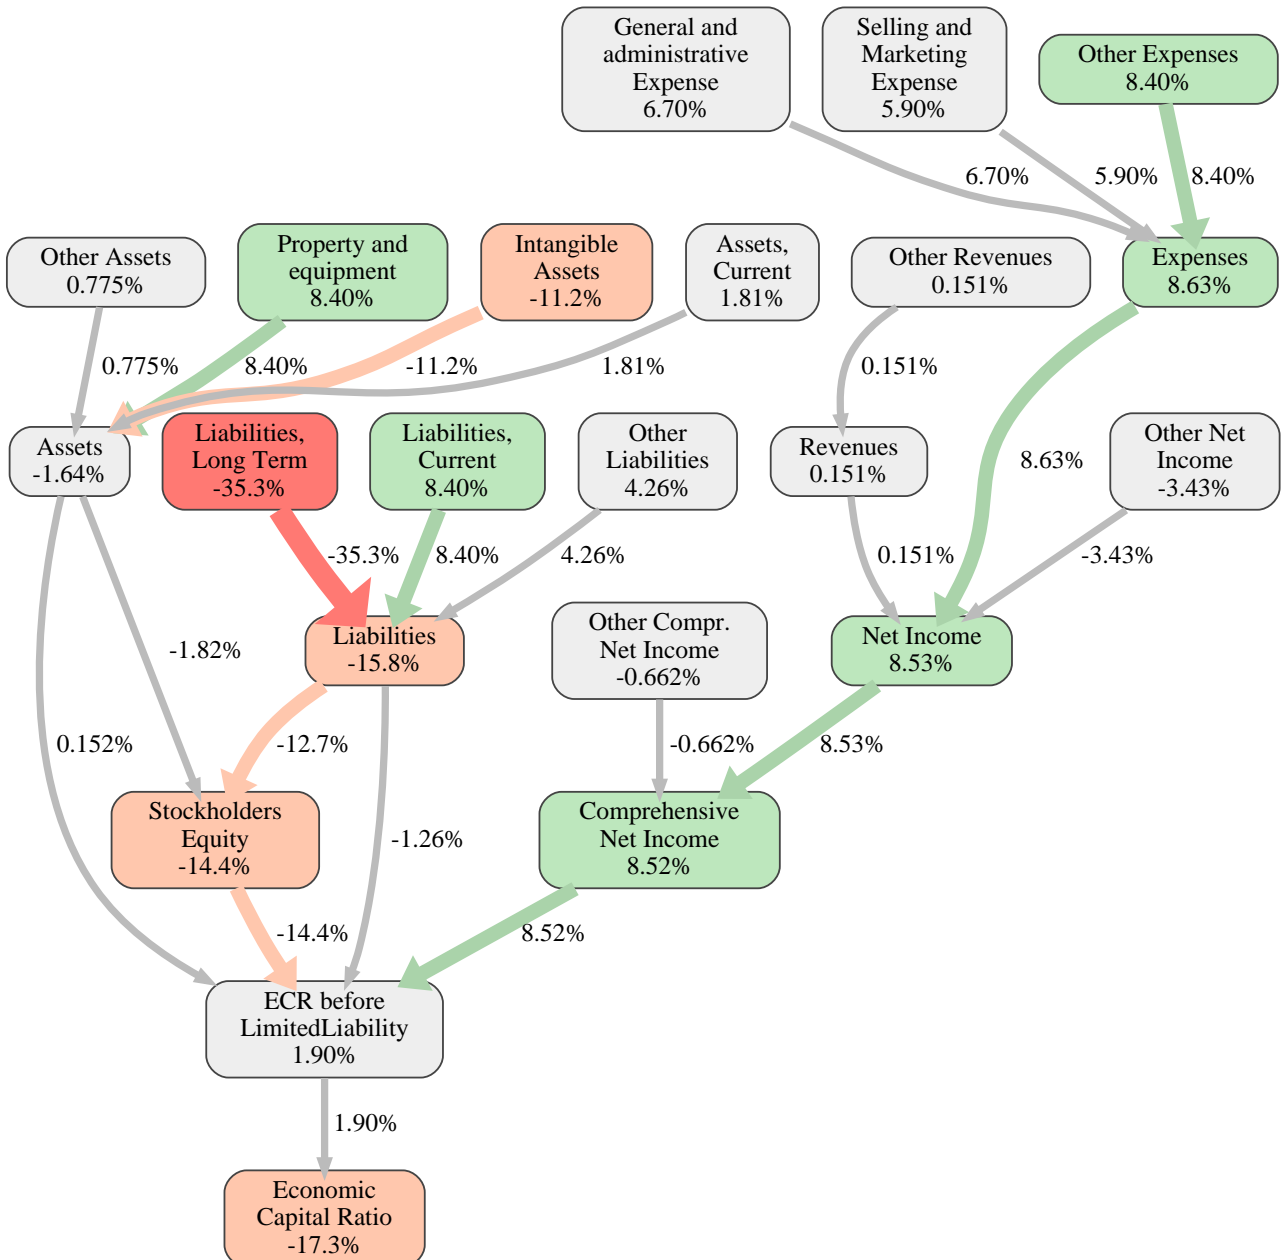 General and
administrative
Expense
6.70%
Selling and
Marketing
Expense
5.90%
Other Expenses
8.40%
6.70%
5.90%
8.40%
Other Assets
0.775%
Property and
equipment
8.40%
Intangible
Assets
-11.2%
Assets,
Current
1.81%
Other Revenues
0.151%
Expenses
8.63%
0.775%
8.40%
-11.2%
1.81%
0.151%
8.63%
Assets
-1.64%
Liabilities,
Long Term
-35.3%
Liabilities,
Current
8.40%
Other
Liabilities
4.26%
Revenues
0.151%
Other Net
Income
-3.43%
-35.3%
8.40%
4.26%
0.151%
-3.43%
Liabilities
-15.8%
Other Compr.
Net Income
-0.662%
Net Income
8.53%
-1.82%
0.152%
-12.7%
-0.662%
8.53%
Stockholders
Equity
-14.4%
-1.26%
Comprehensive
Net Income
8.52%
-14.4%
8.52%
ECR before
LimitedLiability
1.90%
1.90%
Economic
Capital Ratio
-17.3%